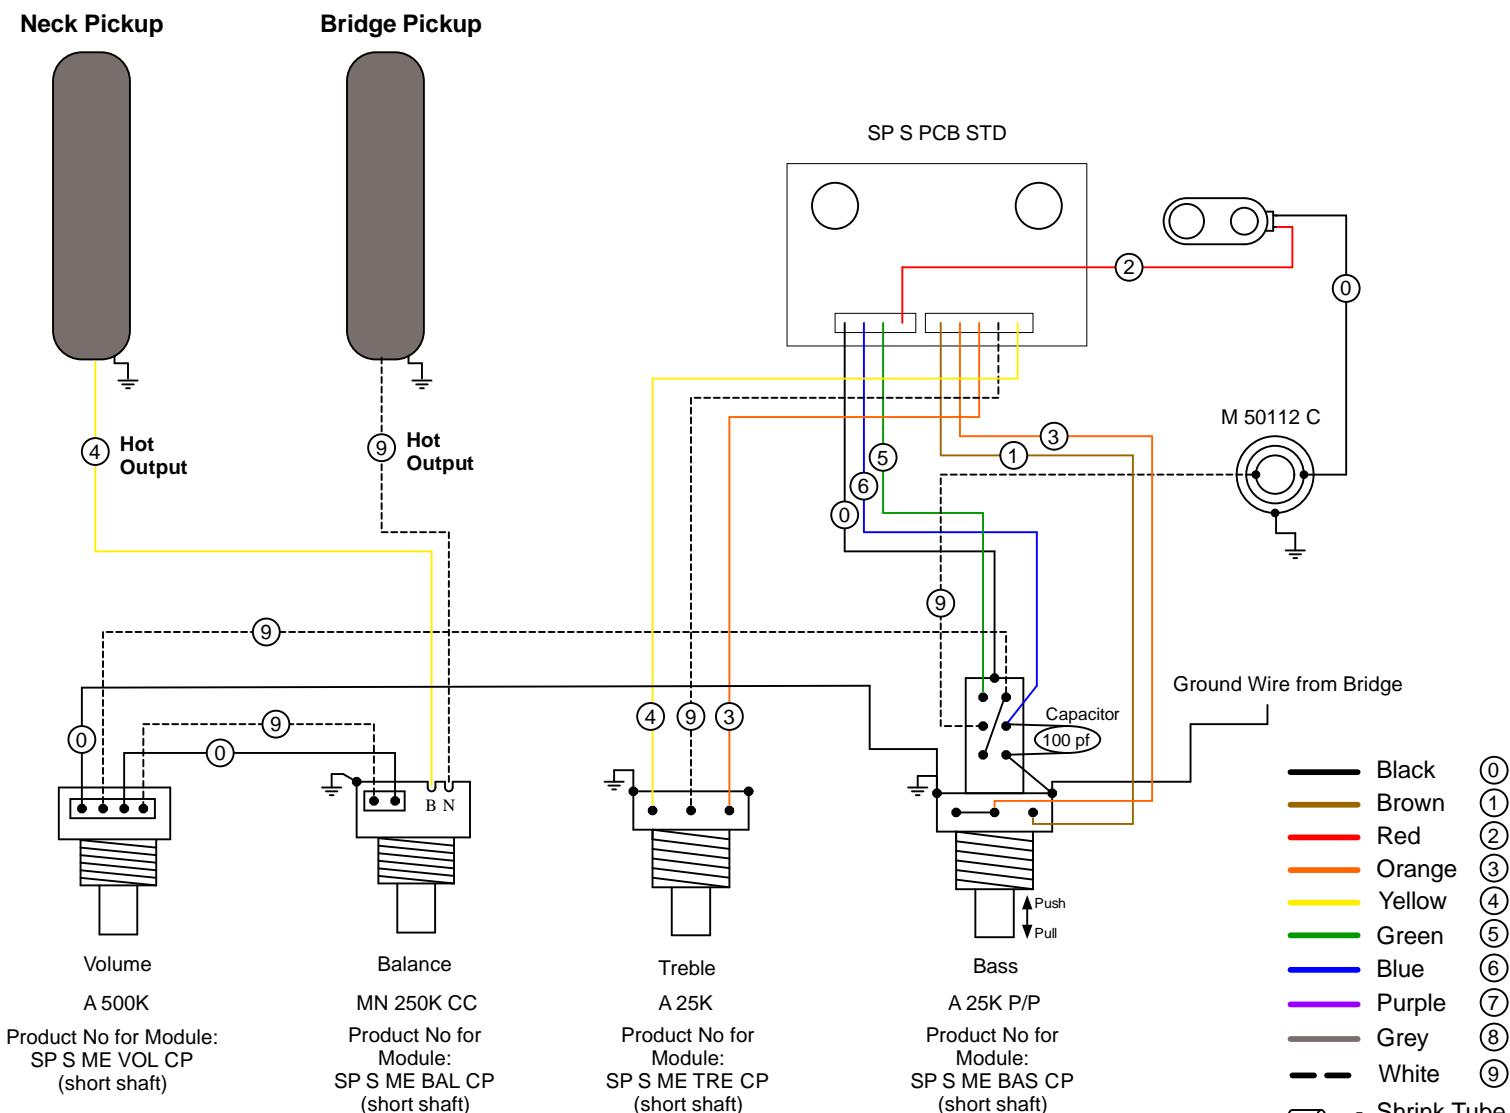 Neck Pickup
Bridge Pickup
SP S PCB STD
2
0
M 50112 C
4
Hot
Output
9
Hot
Output
3
1
5
6
0
9
9
Ground Wire from Bridge
Capacitor
100 pf
4
9
3
0
9
0
B N
Push
Pull
Volume
A 500K
Product No for Module:
SP S ME VOL CP
(short shaft)
Balance
MN 250K CC
Product No for
Module:
SP S ME BAL CP
(short shaft)
Treble
A 25K
Product No for
Module:
SP S ME TRE CP
(short shaft)
Bass
A 25K P/P
Product No for
Module:
SP S ME BAS CP
(short shaft)
Black 0
Brown 1
Red 2
Orange 3
Yellow 4
Green 5
Blue 6
Purple 7
Grey 8
White 9
Shrink Tube